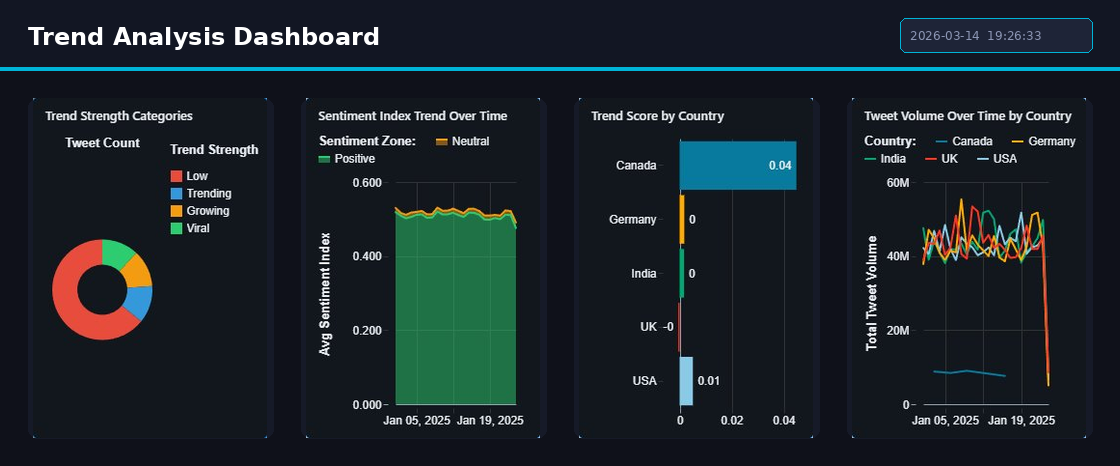 Trend Analysis Dashboard
2026-03-14 19:26:33
Trend Strength Categories
Tweet Count
Trend Strength
Low
Trending
Growing
Viral
Sentiment Index Trend Over Time
Sentiment Zone: Neutral
Positive
0.600
0.400
0.200
0.000
Avg Sentiment Index
Jan 05, 2025 Jan 19, 2025
Trend Score by Country
Canada 0.04
Germany 0
India 0
UK -0
USA 0.01
0 0.02 0.04
Tweet Volume Over Time by Country
Country: Canada Germany
India UK USA
60M
40M
20M
0
Total Tweet Volume
Jan 05, 2025 Jan 19, 2025